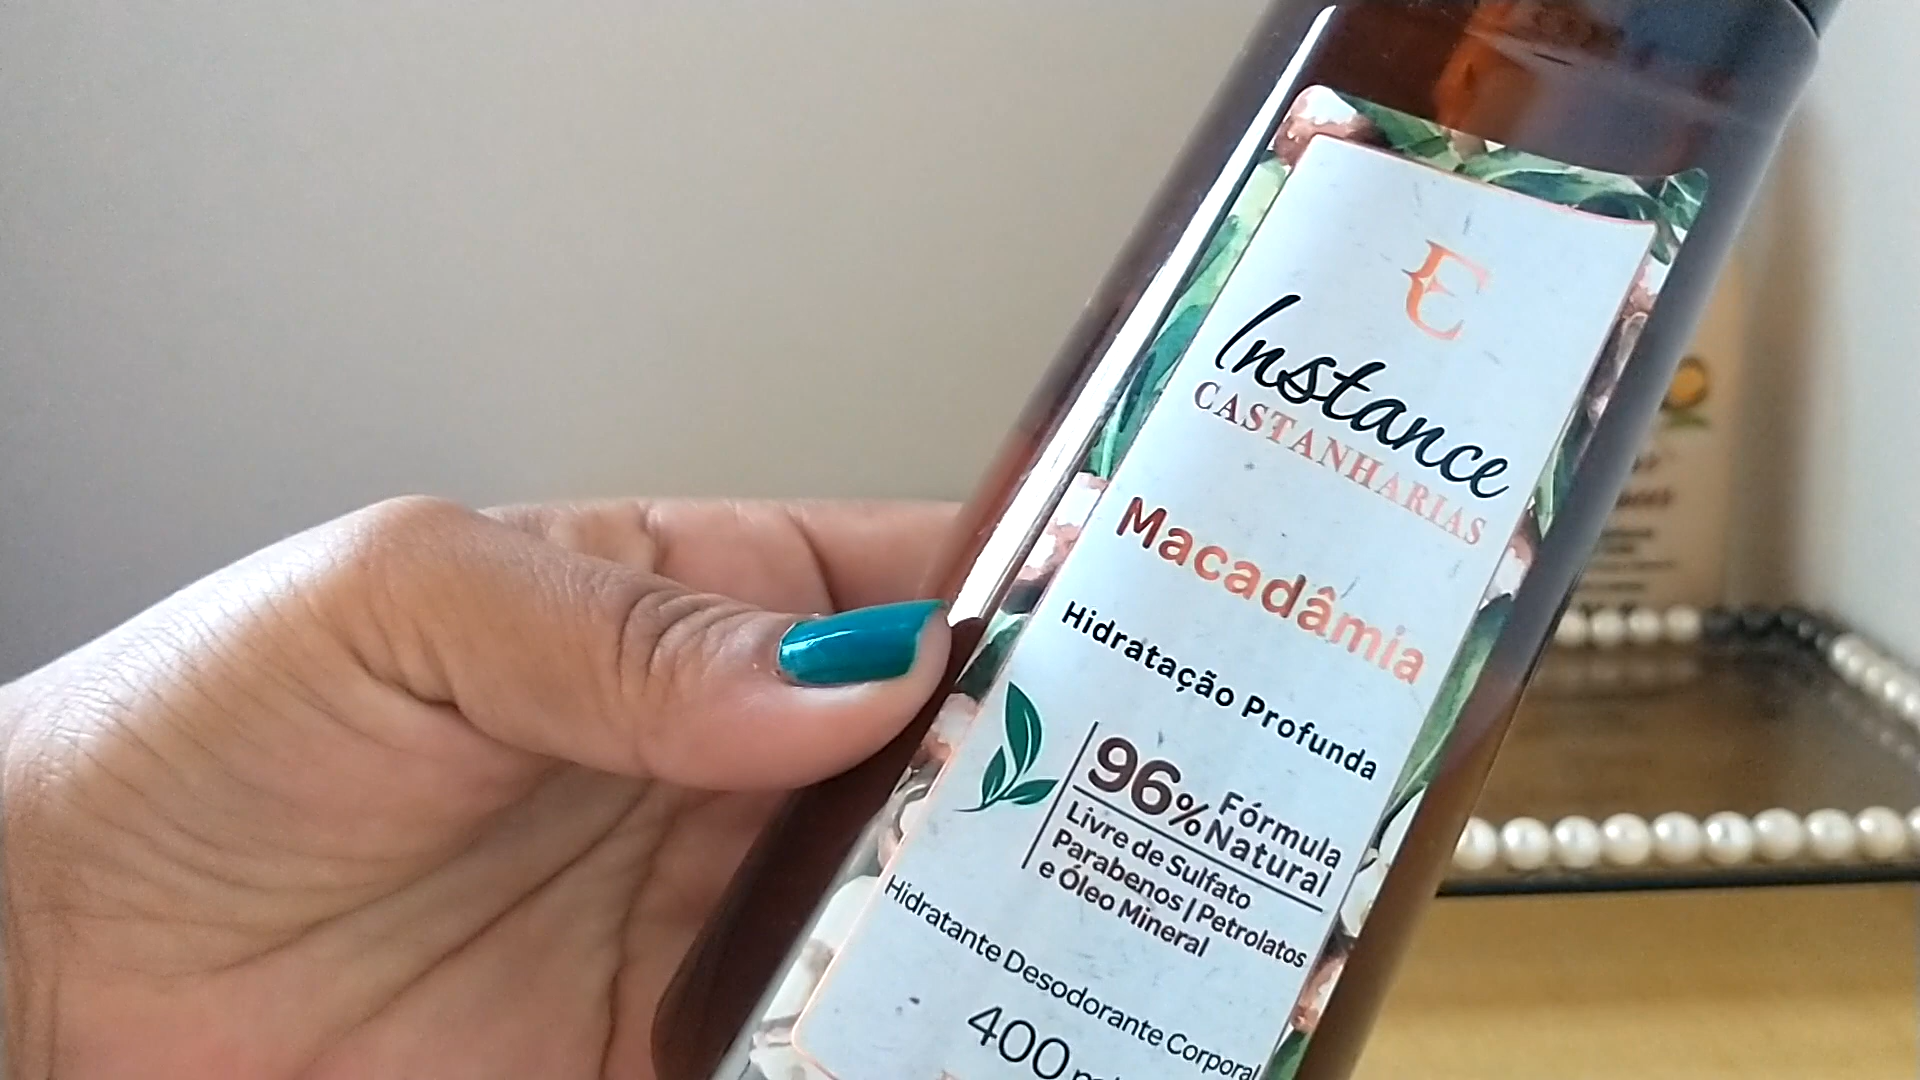 E
Instance
CASTANHARIAS
Macadâmia
Hidratação Profunda
96% Fórmula
Natural
Livre de Sulfato
Parabenos | Petrolatos
e Óleo Mineral
Hidratante Desodorante Corporal
400 ml